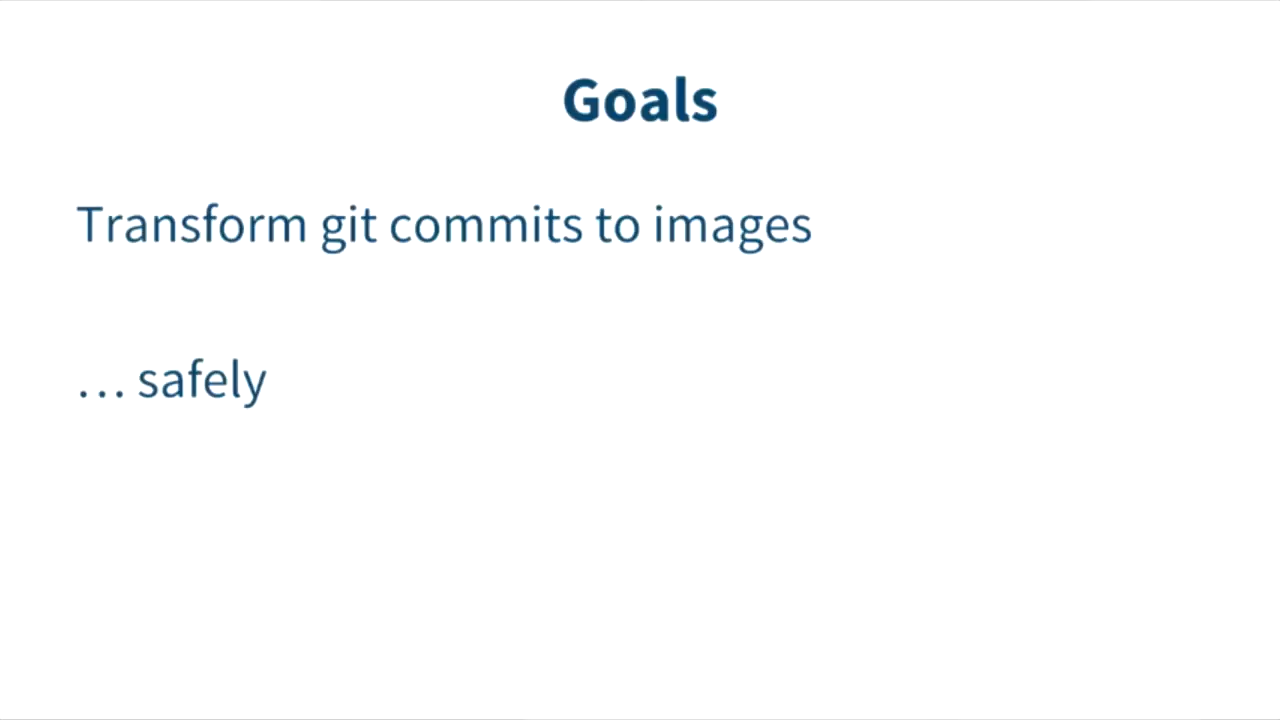 Goals
Transform git commits to images
… safely